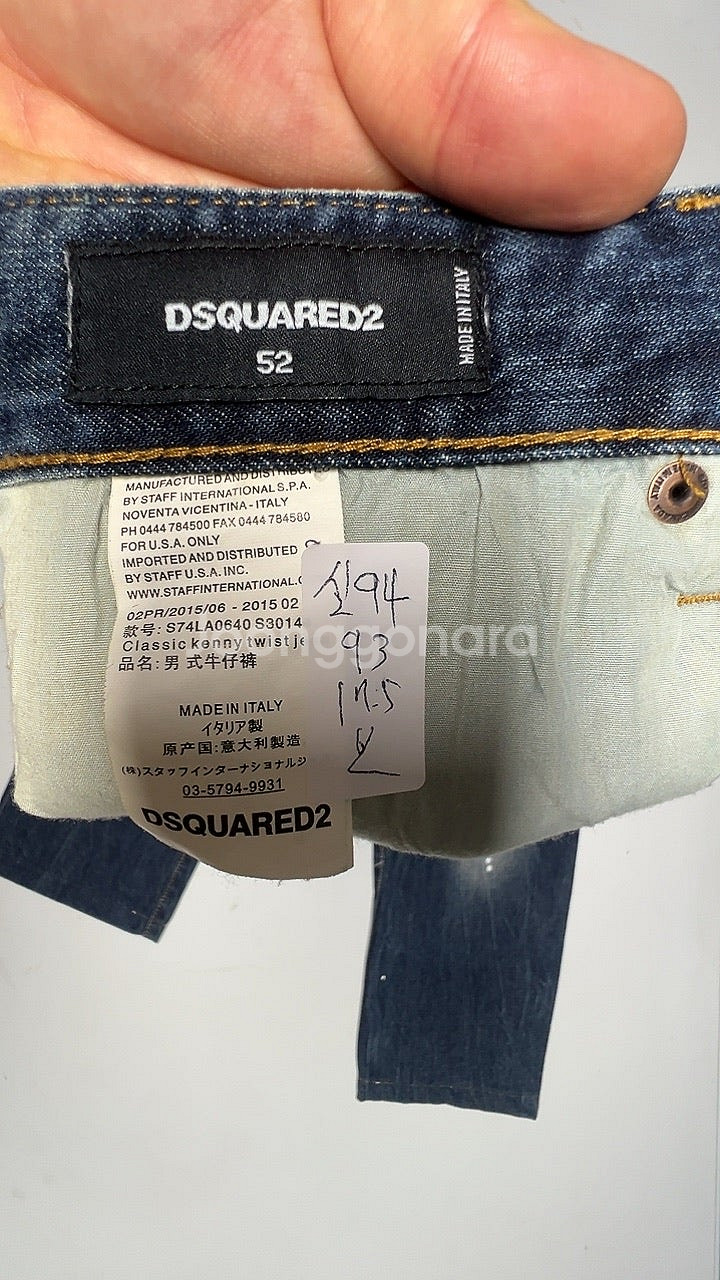 DSQUARED2
52
MADE IN ITALY
MANUFACTURED AND DISTRIBUTED
BY STAFF INTERNATIONAL S.P.A.
NOVENTA VICENTINA - ITALY
PH 0444 784500 FAX 0444 784580
FOR U.S.A. ONLY
IMPORTED AND DISTRIBUTED
BY STAFF U.S.A. INC.
WWW.STAFFINTERNATIONAL.C
02PR/2015/06 - 2015 02
款号: S74LA0640 S3014
Classic kenny twist je
品名: 男 式牛仔裤
MADE IN ITALY
イタリア製
原产国:意大利製造
(株)スタッフインターナショナルジ
03-5794-9931
DSQUARED2
실94
93
17.5
joonggonara